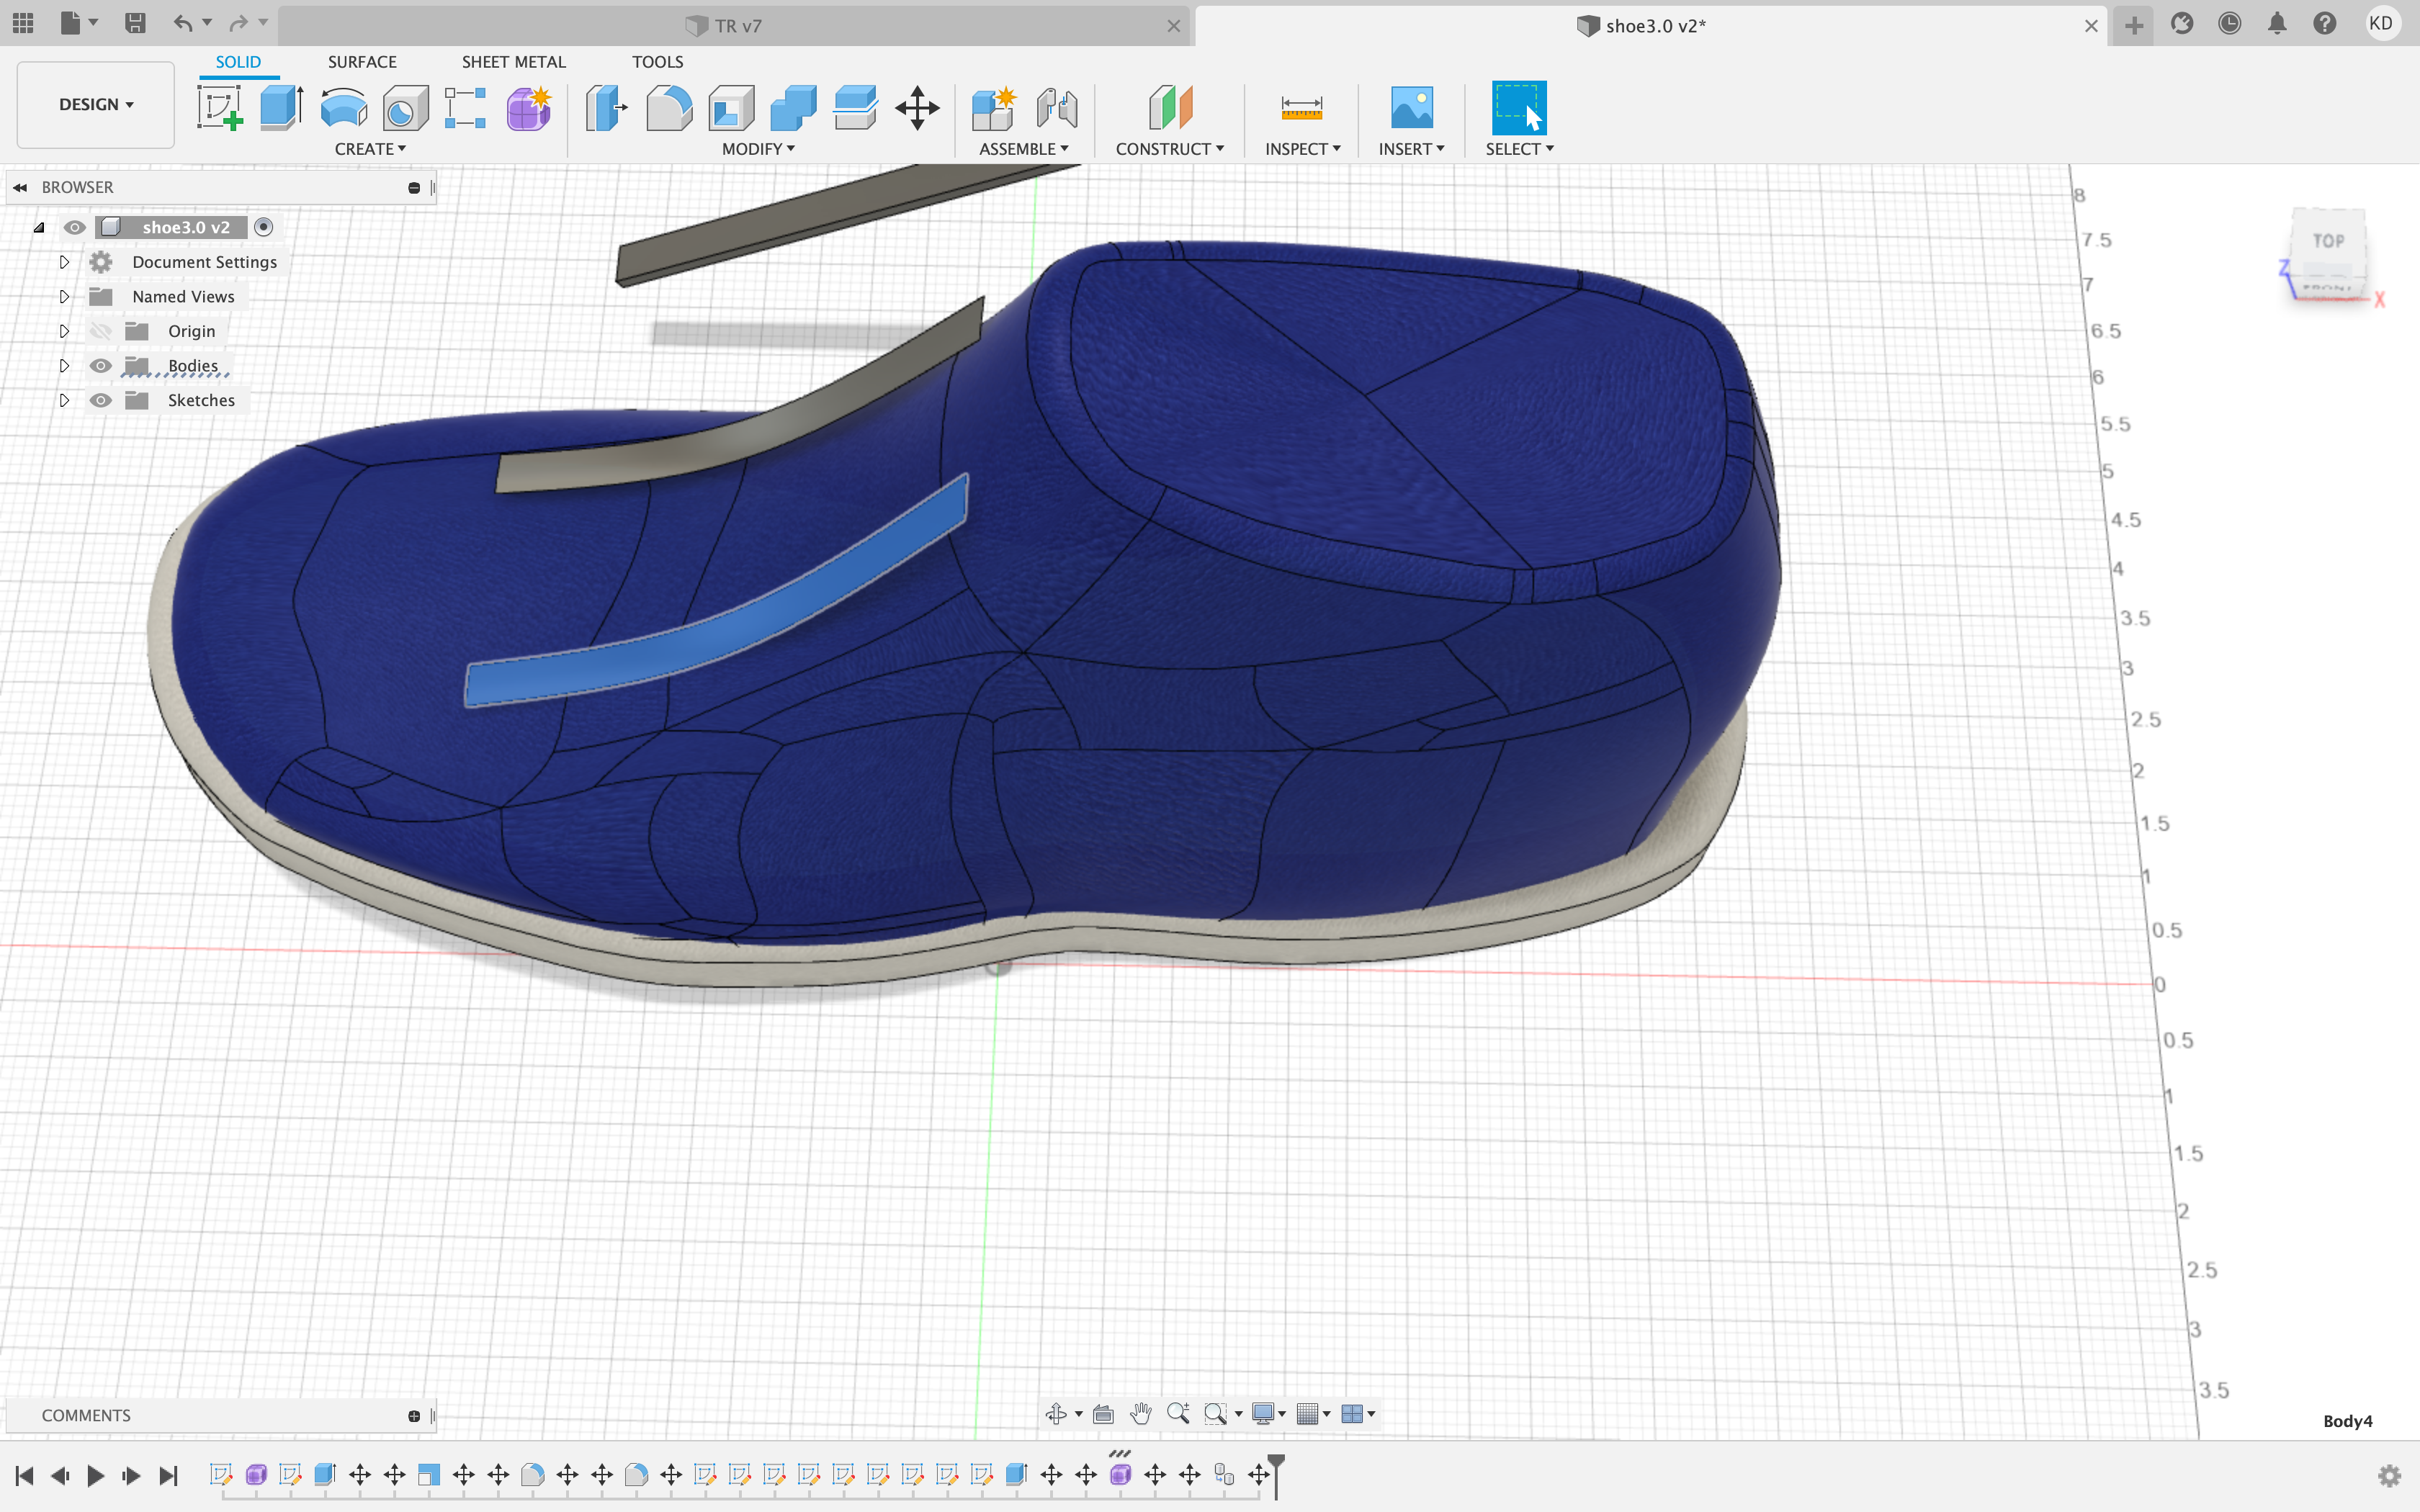 TR v7
shoe3.0 v2*
KD
SOLID
SURFACE
SHEET METAL
TOOLS
DESIGN
CREATE
MODIFY
ASSEMBLE
CONSTRUCT
INSPECT
INSERT
SELECT
BROWSER
shoe3.0 v2
Document Settings
Named Views
Origin
Bodies
Sketches
TOP
FRONT
Z
X
8
7.5
7
6.5
6
5.5
5
4.5
4
3.5
3
2.5
2
1.5
1
0.5
0
0.5
1
1.5
2
2.5
3
3.5
COMMENTS
Body4